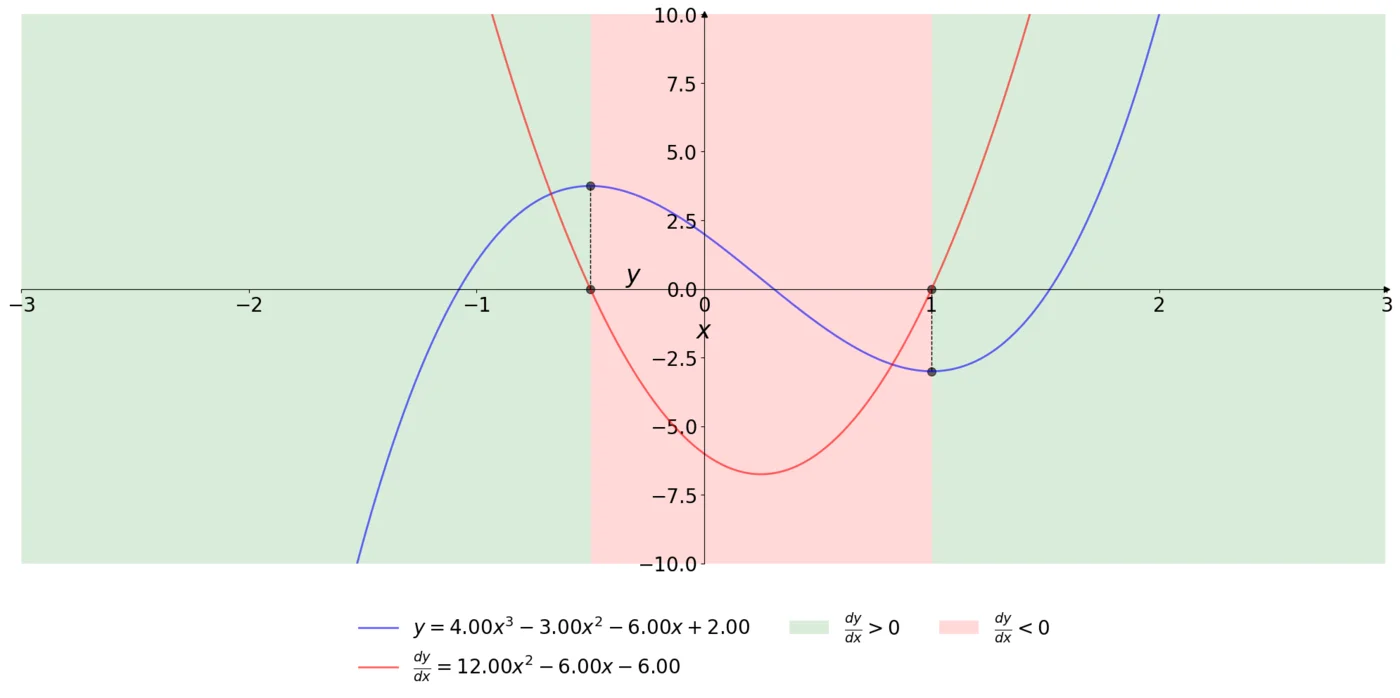 10.0
7.5
5.0
2.5
y
0.0
−3 −2 −1 0 1 2 3
x
−2.5
−5.0
−7.5
−10.0
y = 4.00x³ − 3.00x² − 6.00x + 2.00
dy/dx = 12.00x² − 6.00x − 6.00
dy/dx > 0
dy/dx < 0